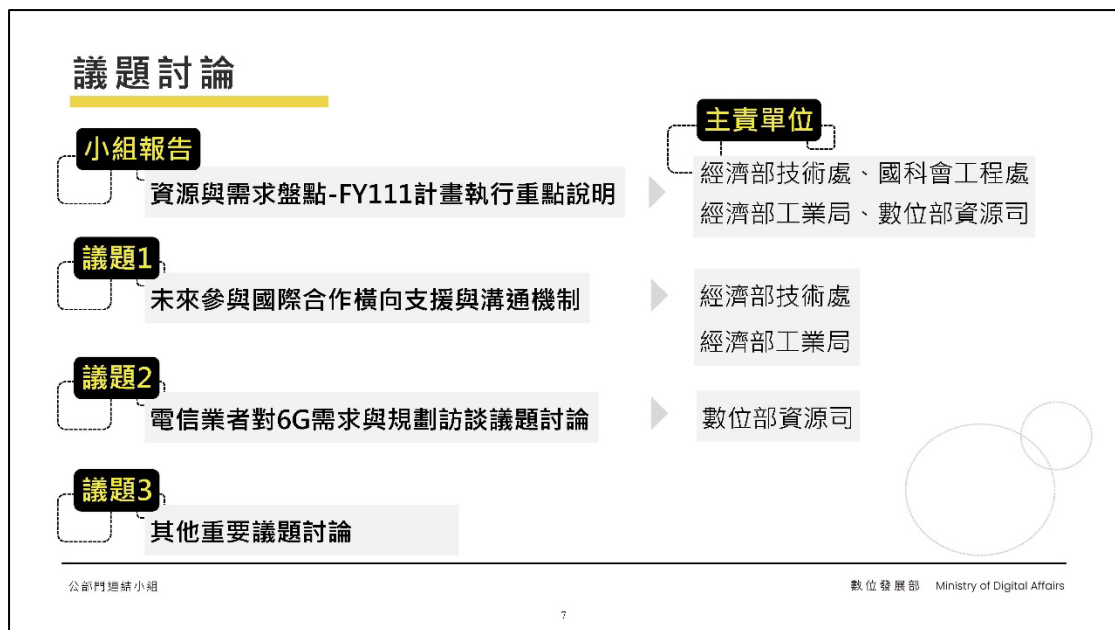 議題討論
主責單位
小組報告
資源與需求盤點-FY111計畫執行重點說明
經濟部技術處、國科會工程處
經濟部工業局、數位部資源司
議題1
未來參與國際合作橫向支援與溝通機制
經濟部技術處
經濟部工業局
議題2
電信業者對6G需求與規劃訪談議題討論
數位部資源司
議題3
其他重要議題討論
公部門連結小組
數位發展部 Ministry of Digital Affairs
7